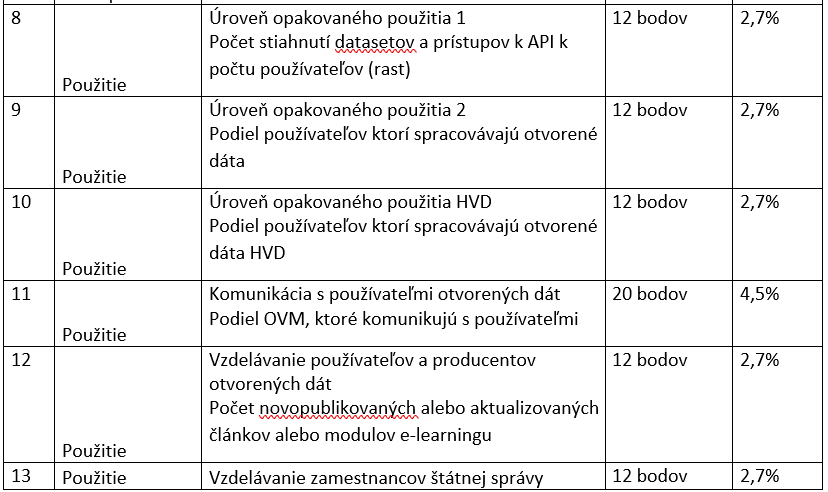 8
Úroveň opakovaného použitia 1
12 bodov
2,7%
Počet stiahnutí datasetov a prístupov k API k
počtu používateľov (rast)
Použitie
9
Úroveň opakovaného použitia 2
12 bodov
2,7%
Podiel používateľov ktorí spracovávajú otvorené
dáta
Použitie
10
Úroveň opakovaného použitia HVD
12 bodov
2,7%
Podiel používateľov ktorí spracovávajú otvorené
dáta HVD
Použitie
11
Komunikácia s používateľmi otvorených dát
20 bodov
4,5%
Podiel OVM, ktoré komunikujú s používateľmi
Použitie
12
Vzdelávanie používateľov a producentov
12 bodov
2,7%
otvorených dát
Počet novopublikovaných alebo aktualizovaných
článkov alebo modulov e-learningu
Použitie
13
Použitie
Vzdelávanie zamestnancov štátnej správy
12 bodov
2,7%